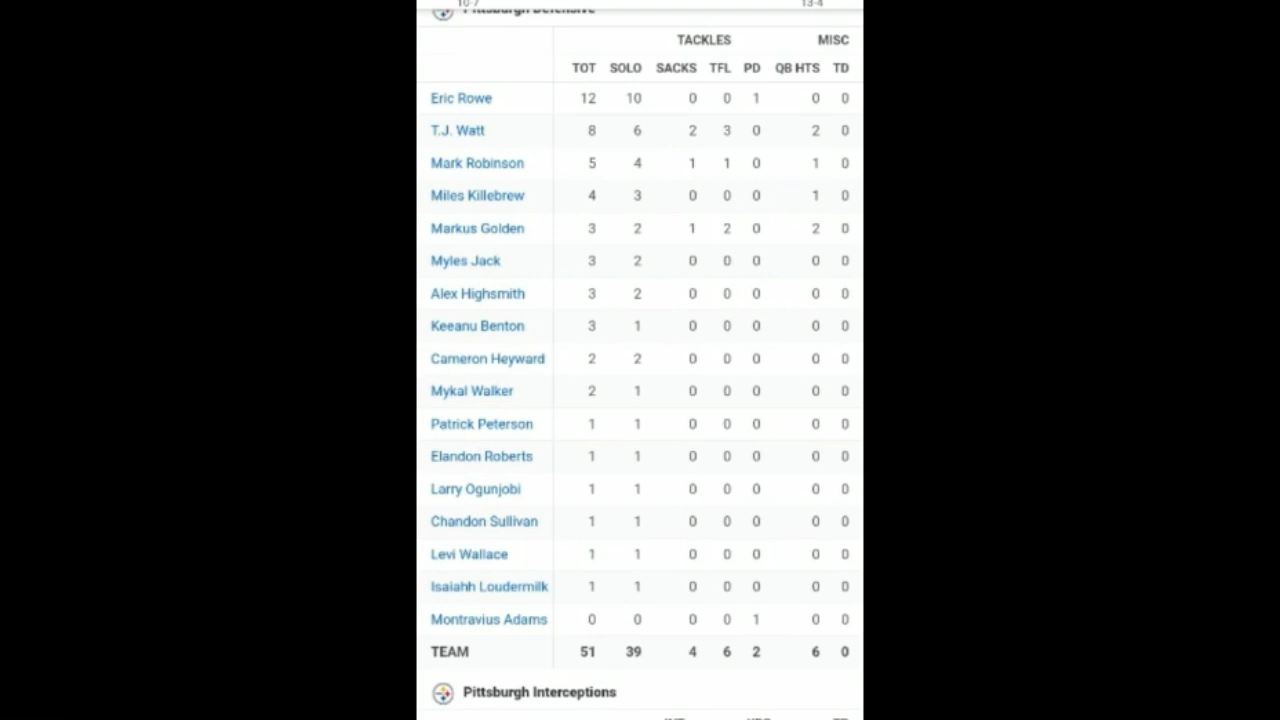 10-7 13-4
Pittsburgh Defensive
TACKLES MISC
TOT SOLO SACKS TFL PD QB HTS TD
Eric Rowe 12 10 0 0 1 0 0
T.J. Watt 8 6 2 3 0 2 0
Mark Robinson 5 4 1 1 0 1 0
Miles Killebrew 4 3 0 0 0 1 0
Markus Golden 3 2 1 2 0 2 0
Myles Jack 3 2 0 0 0 0 0
Alex Highsmith 3 2 0 0 0 0 0
Keeanu Benton 3 1 0 0 0 0 0
Cameron Heyward 2 2 0 0 0 0 0
Mykal Walker 2 1 0 0 0 0 0
Patrick Peterson 1 1 0 0 0 0 0
Elandon Roberts 1 1 0 0 0 0 0
Larry Ogunjobi 1 1 0 0 0 0 0
Chandon Sullivan 1 1 0 0 0 0 0
Levi Wallace 1 1 0 0 0 0 0
Isaiahh Loudermilk 1 1 0 0 0 0 0
Montravius Adams 0 0 0 0 1 0 0
TEAM 51 39 4 6 2 6 0
Pittsburgh Interceptions